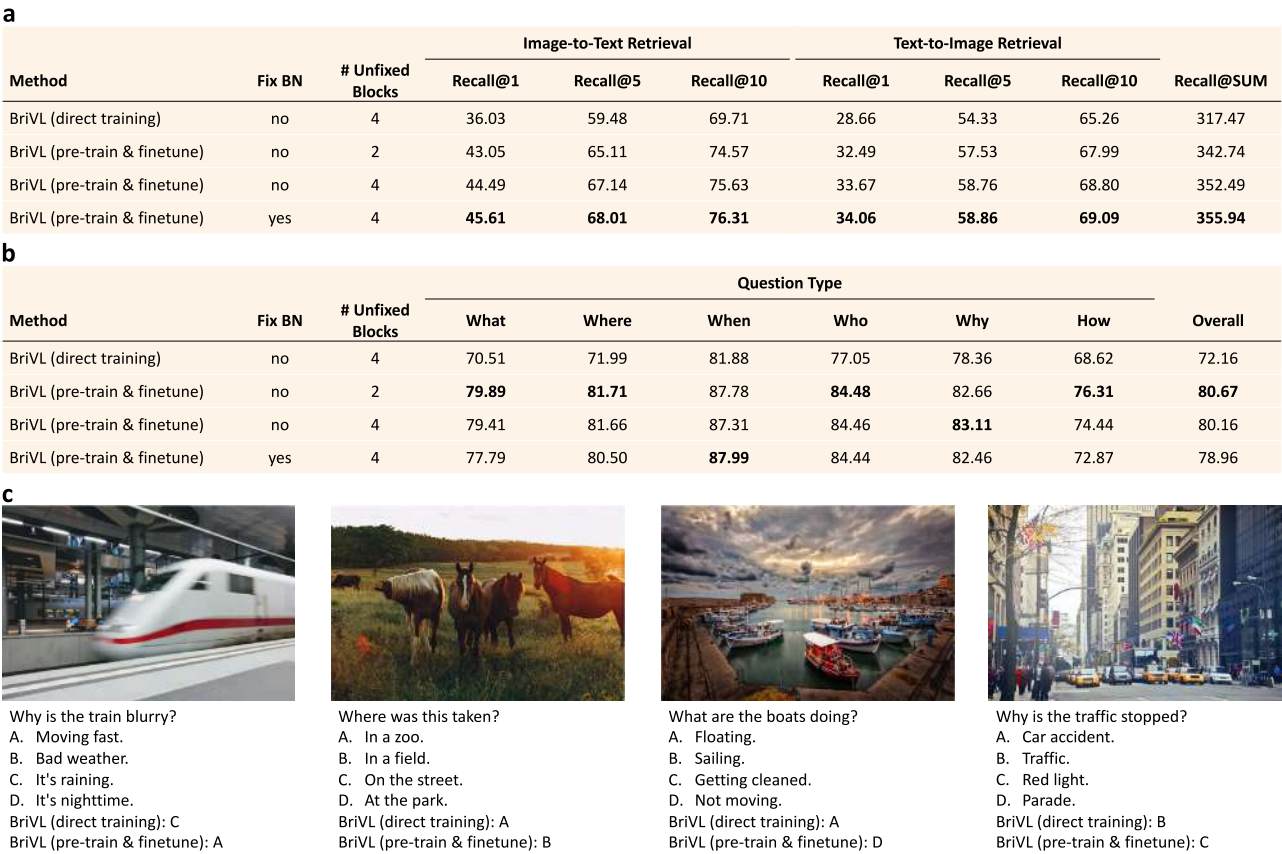 a
Image-to-Text Retrieval Text-to-Image Retrieval
Method Fix BN # Unfixed Blocks Recall@1 Recall@5 Recall@10 Recall@1 Recall@5 Recall@10 Recall@SUM
BriVL (direct training) no 4 36.03 59.48 69.71 28.66 54.33 65.26 317.47
BriVL (pre-train & finetune) no 2 43.05 65.11 74.57 32.49 57.53 67.99 342.74
BriVL (pre-train & finetune) no 4 44.49 67.14 75.63 33.67 58.76 68.80 352.49
BriVL (pre-train & finetune) yes 4 45.61 68.01 76.31 34.06 58.86 69.09 355.94
b
Question Type
Method Fix BN # Unfixed Blocks What Where When Who Why How Overall
BriVL (direct training) no 4 70.51 71.99 81.88 77.05 78.36 68.62 72.16
BriVL (pre-train & finetune) no 2 79.89 81.71 87.78 84.48 82.66 76.31 80.67
BriVL (pre-train & finetune) no 4 79.41 81.66 87.31 84.46 83.11 74.44 80.16
BriVL (pre-train & finetune) yes 4 77.79 80.50 87.99 84.44 82.46 72.87 78.96
c
Why is the train blurry?
A. Moving fast.
B. Bad weather.
C. It's raining.
D. It's nighttime.
BriVL (direct training): C
BriVL (pre-train & finetune): A
Where was this taken?
A. In a zoo.
B. In a field.
C. On the street.
D. At the park.
BriVL (direct training): A
BriVL (pre-train & finetune): B
What are the boats doing?
A. Floating.
B. Sailing.
C. Getting cleaned.
D. Not moving.
BriVL (direct training): A
BriVL (pre-train & finetune): D
Why is the traffic stopped?
A. Car accident.
B. Traffic.
C. Red light.
D. Parade.
BriVL (direct training): B
BriVL (pre-train & finetune): C